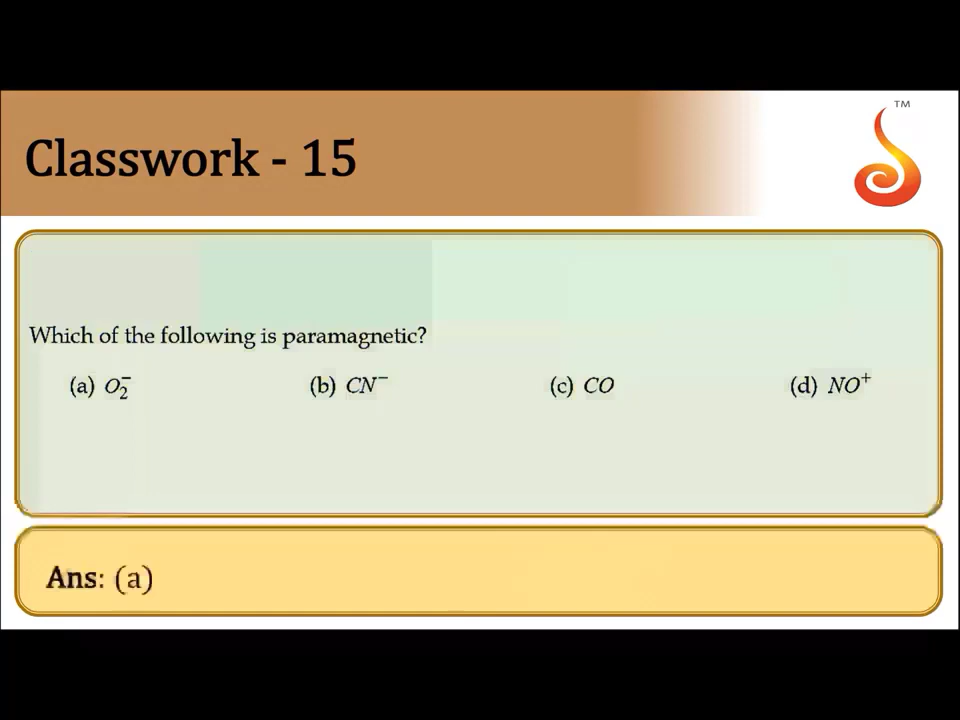 TM
Classwork - 15
Which of the following is paramagnetic?
(a) O₂⁻ (b) CN⁻ (c) CO (d) NO⁺
Ans: (a)